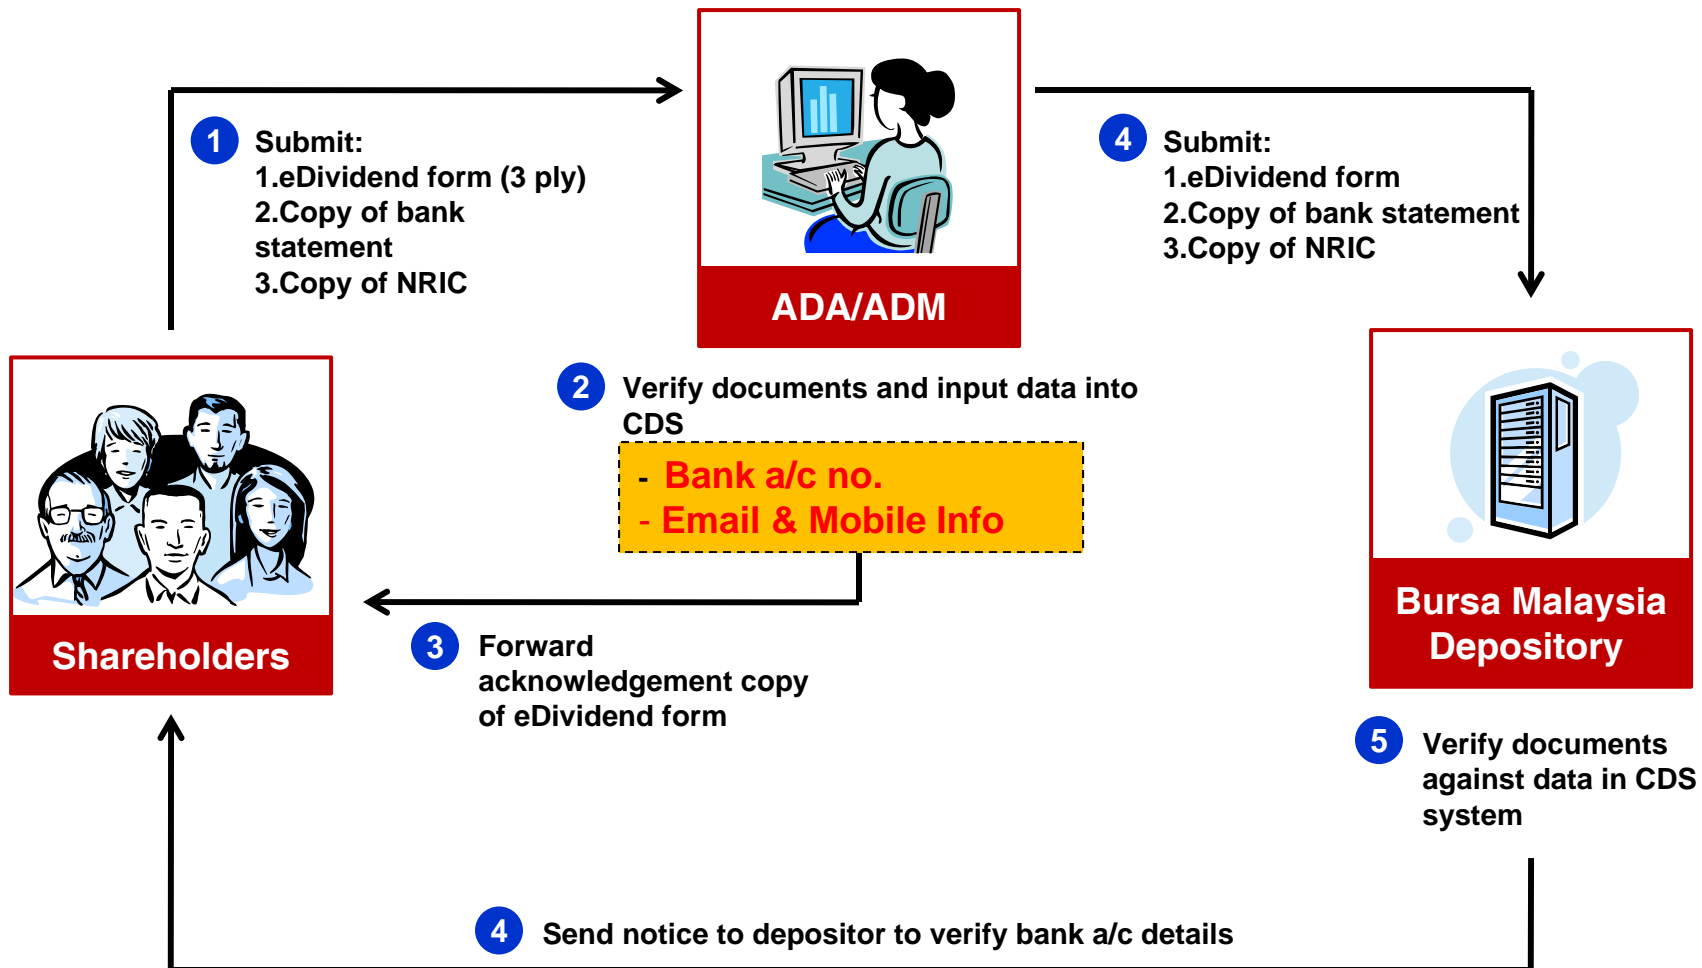 1
Submit:
1.eDividend form (3 ply)
2.Copy of bank
statement
3.Copy of NRIC
ADA/ADM
4
Submit:
1.eDividend form
2.Copy of bank statement
3.Copy of NRIC
2
Verify documents and input data into
CDS
- Bank a/c no.
- Email & Mobile Info
Shareholders
3
Forward
acknowledgement copy
of eDividend form
Bursa Malaysia
Depository
5
Verify documents
against data in CDS
system
4
Send notice to depositor to verify bank a/c details